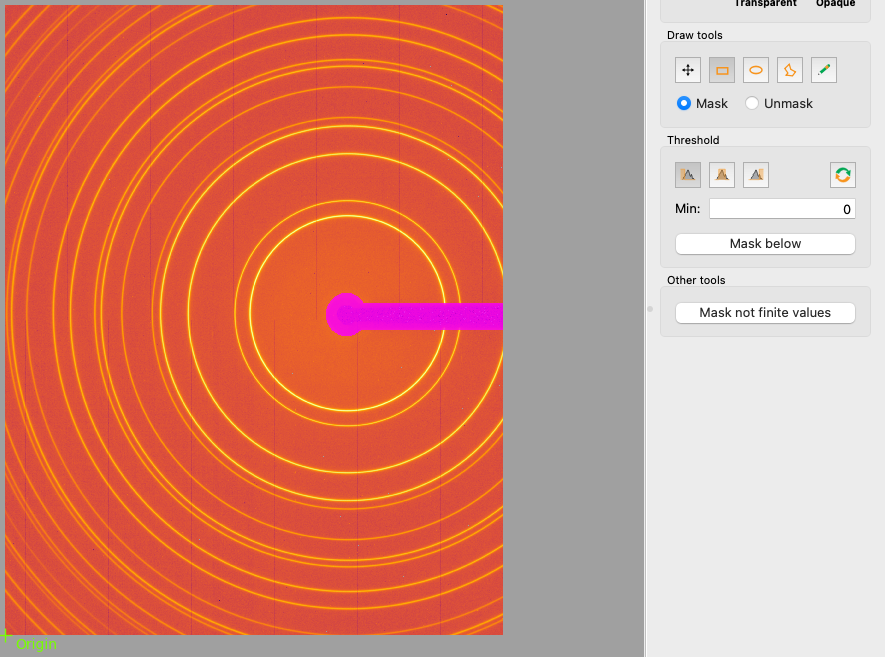 Transparent Opaque
Draw tools
Mask Unmask
Threshold
Min: 0
Mask below
Other tools
Mask not finite values
Origin